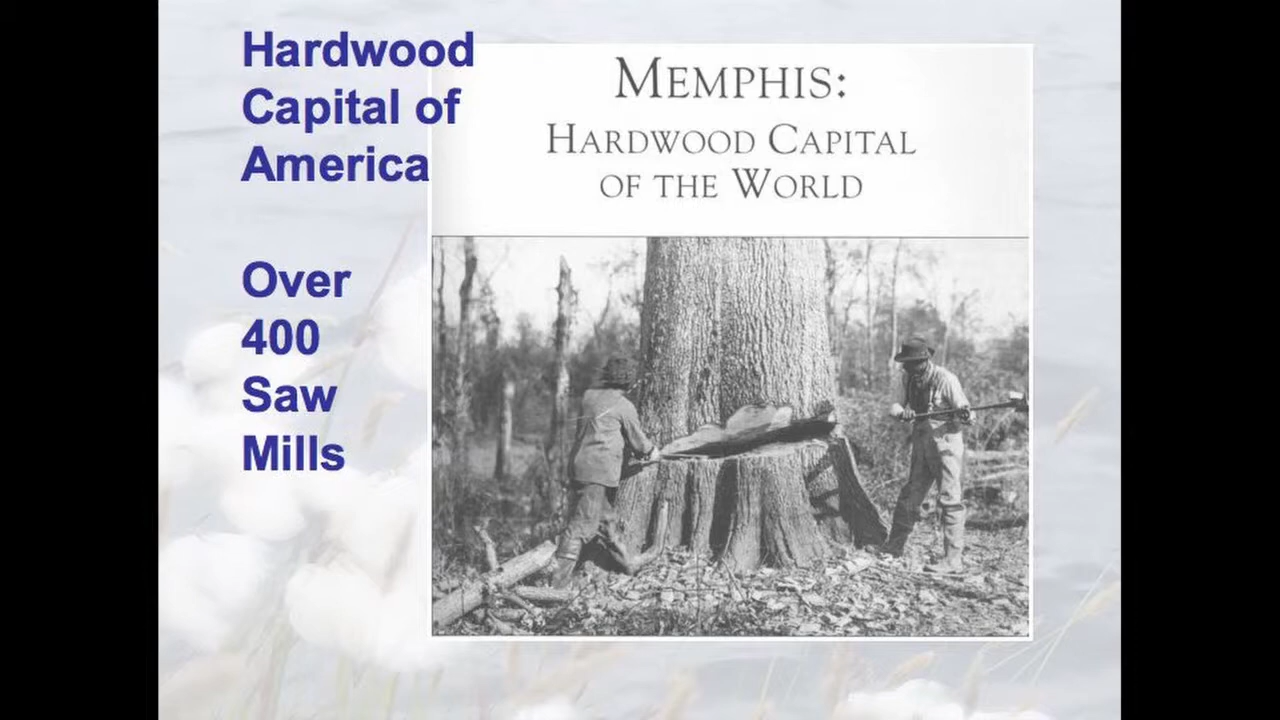 Hardwood
Capital of
America
Over
400
Saw
Mills
MEMPHIS:
HARDWOOD CAPITAL
OF THE WORLD